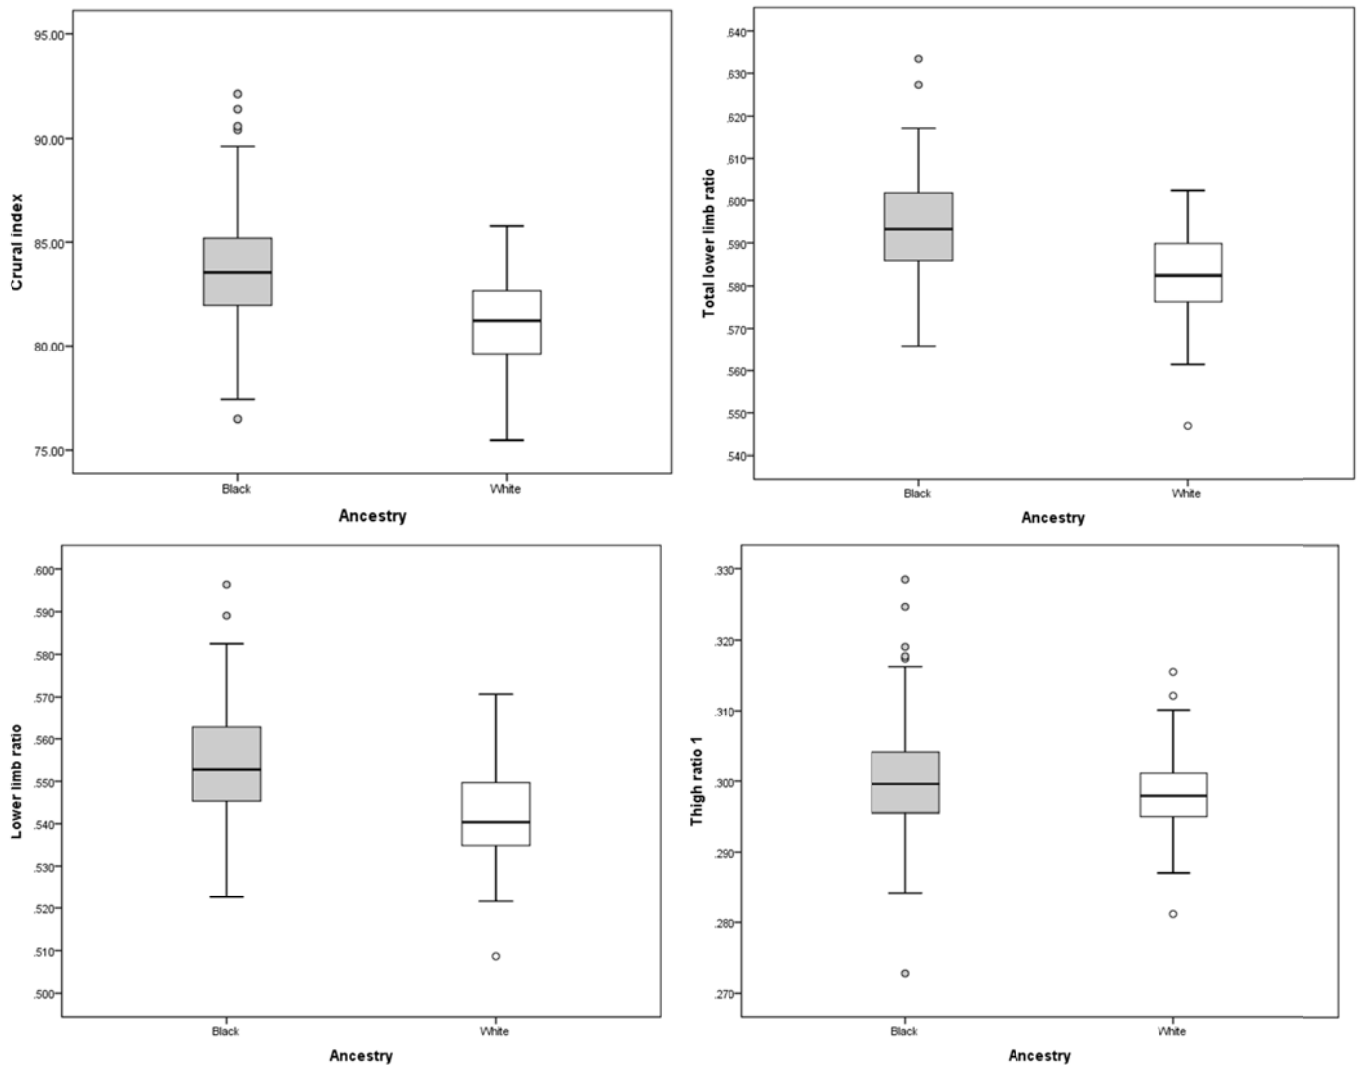 Crural index
95.00
90.00
85.00
80.00
75.00
Black White
Ancestry
Total lower limb ratio
.640
.630
.620
.610
.600
.590
.580
.570
.560
.550
.540
Black White
Ancestry
Lower limb ratio
.600
.590
.580
.570
.560
.550
.540
.530
.520
.510
.500
Black White
Ancestry
Thigh ratio 1
.330
.320
.310
.300
.290
.280
.270
Black White
Ancestry